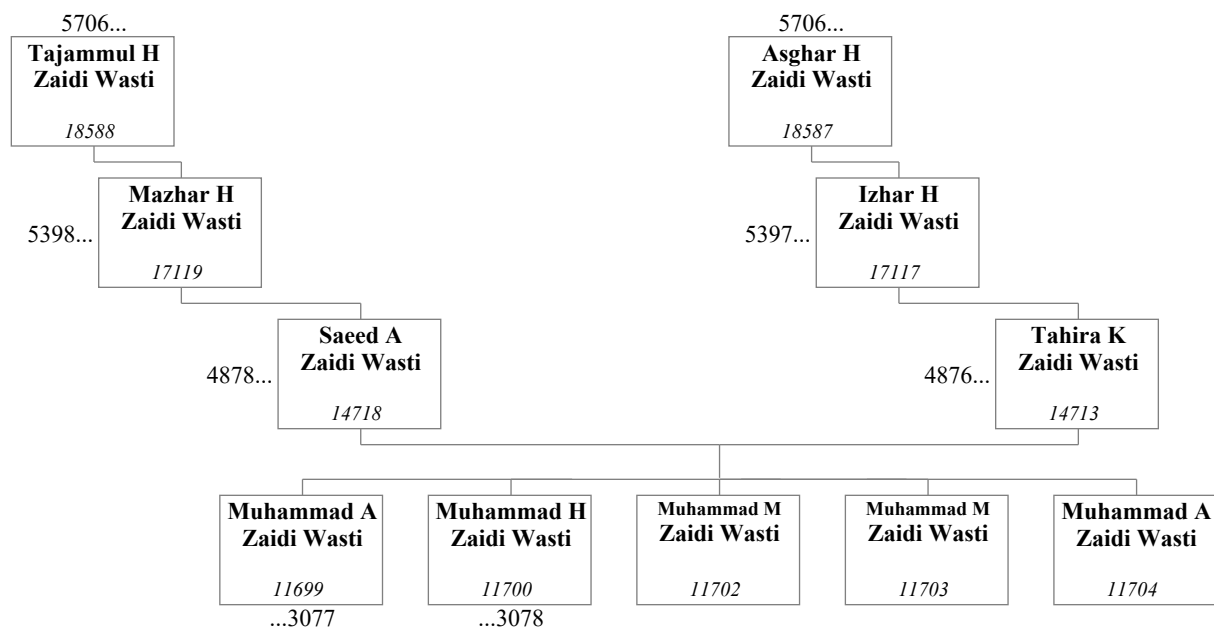 5706...
Tajammul H
Zaidi Wasti
18588
5706...
Asghar H
Zaidi Wasti
18587
5398...
Mazhar H
Zaidi Wasti
17119
5397...
Izhar H
Zaidi Wasti
17117
4878...
Saeed A
Zaidi Wasti
14718
4876...
Tahira K
Zaidi Wasti
14713
Muhammad A
Zaidi Wasti
11699
...3077
Muhammad H
Zaidi Wasti
11700
...3078
Muhammad M
Zaidi Wasti
11702
Muhammad M
Zaidi Wasti
11703
Muhammad A
Zaidi Wasti
11704